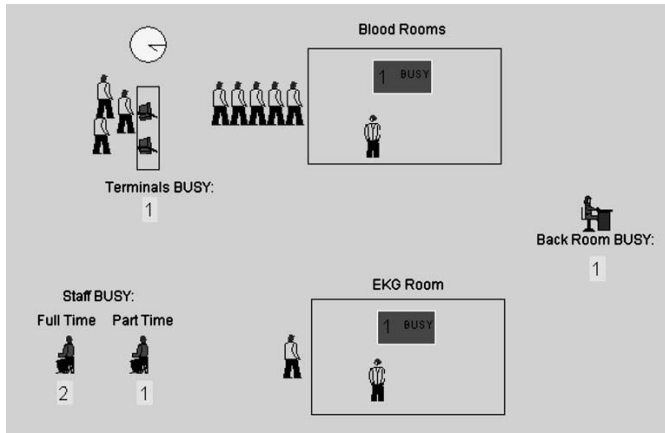 Blood Rooms
1 BUSY
Terminals BUSY:
1
Back Room BUSY:
1
Staff BUSY:
Full Time Part Time
2 1
EKG Room
1 BUSY